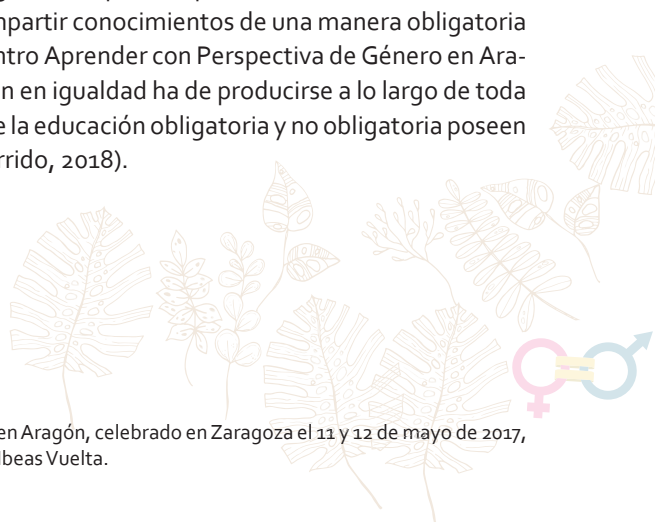 mpartir conocimientos de una manera obligatoria
ntro Aprender con Perspectiva de Género en Ara-
n en igualdad ha de producirse a lo largo de toda
e la educación obligatoria y no obligatoria poseen
rrido, 2018).
en Aragón, celebrado en Zaragoza el 11 y 12 de mayo de 2017,
lbeas Vuelta.